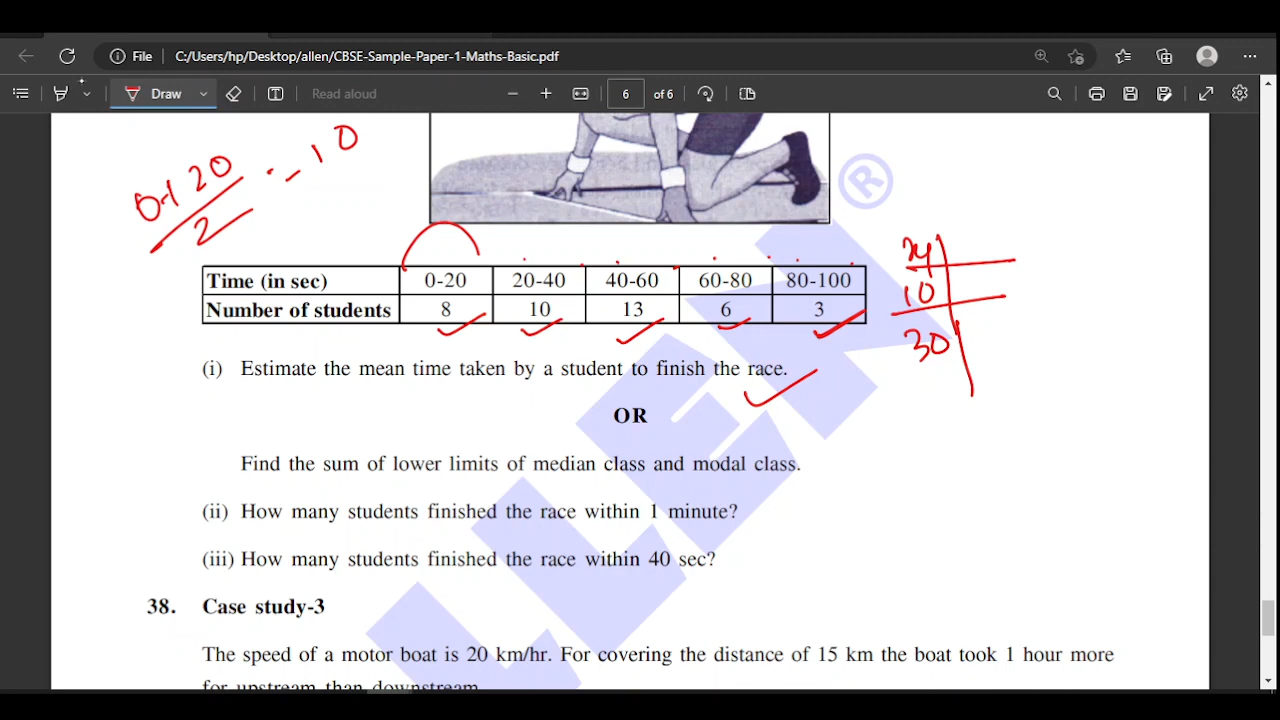 File C:/Users/hp/Desktop/allen/CBSE-Sample-Paper-1-Maths-Basic.pdf
Draw Read aloud 6 of 6
0+20 / 2 = 10
Time (in sec) 0-20 20-40 40-60 60-80 80-100
Number of students 8 10 13 6 3
10
30
(i) Estimate the mean time taken by a student to finish the race.
OR
Find the sum of lower limits of median class and modal class.
(ii) How many students finished the race within 1 minute?
(iii) How many students finished the race within 40 sec?
38. Case study-3
The speed of a motor boat is 20 km/hr. For covering the distance of 15 km the boat took 1 hour more
for upstream than downstream.
LLEN ®